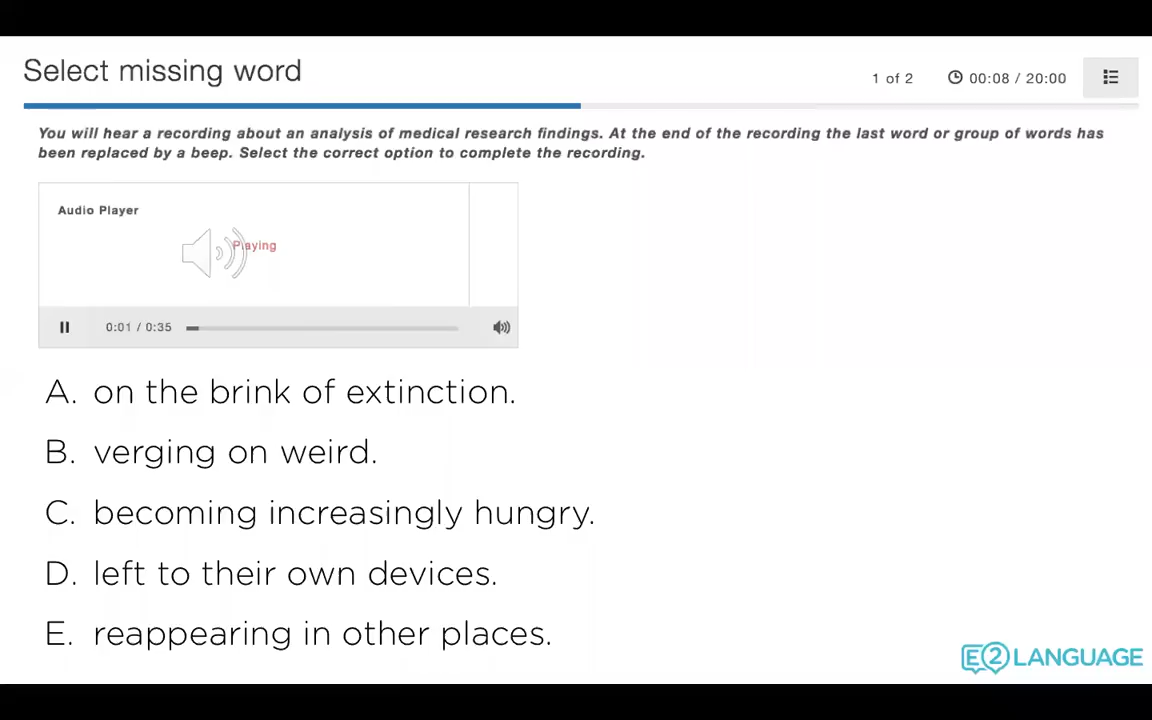 Select missing word
1 of 2
00:08 / 20:00
You will hear a recording about an analysis of medical research findings. At the end of the recording the last word or group of words has
been replaced by a beep. Select the correct option to complete the recording.
Audio Player
Playing
0:01 / 0:35
A. on the brink of extinction.
B. verging on weird.
C. becoming increasingly hungry.
D. left to their own devices.
E. reappearing in other places.
E2 LANGUAGE